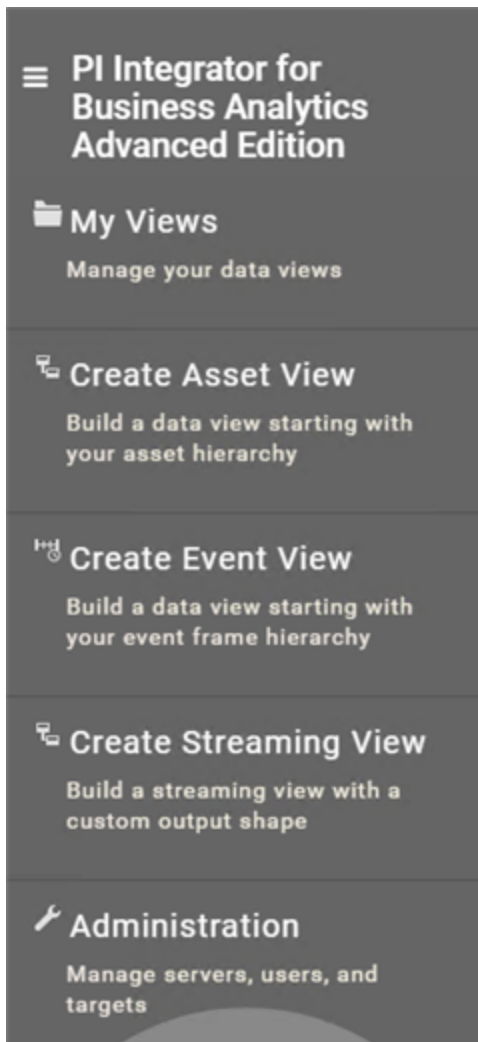 PI Integrator for
Business Analytics
Advanced Edition
My Views
Manage your data views
Create Asset View
Build a data view starting with
your asset hierarchy
Create Event View
Build a data view starting with
your event frame hierarchy
Create Streaming View
Build a streaming view with a
custom output shape
Administration
Manage servers, users, and
targets